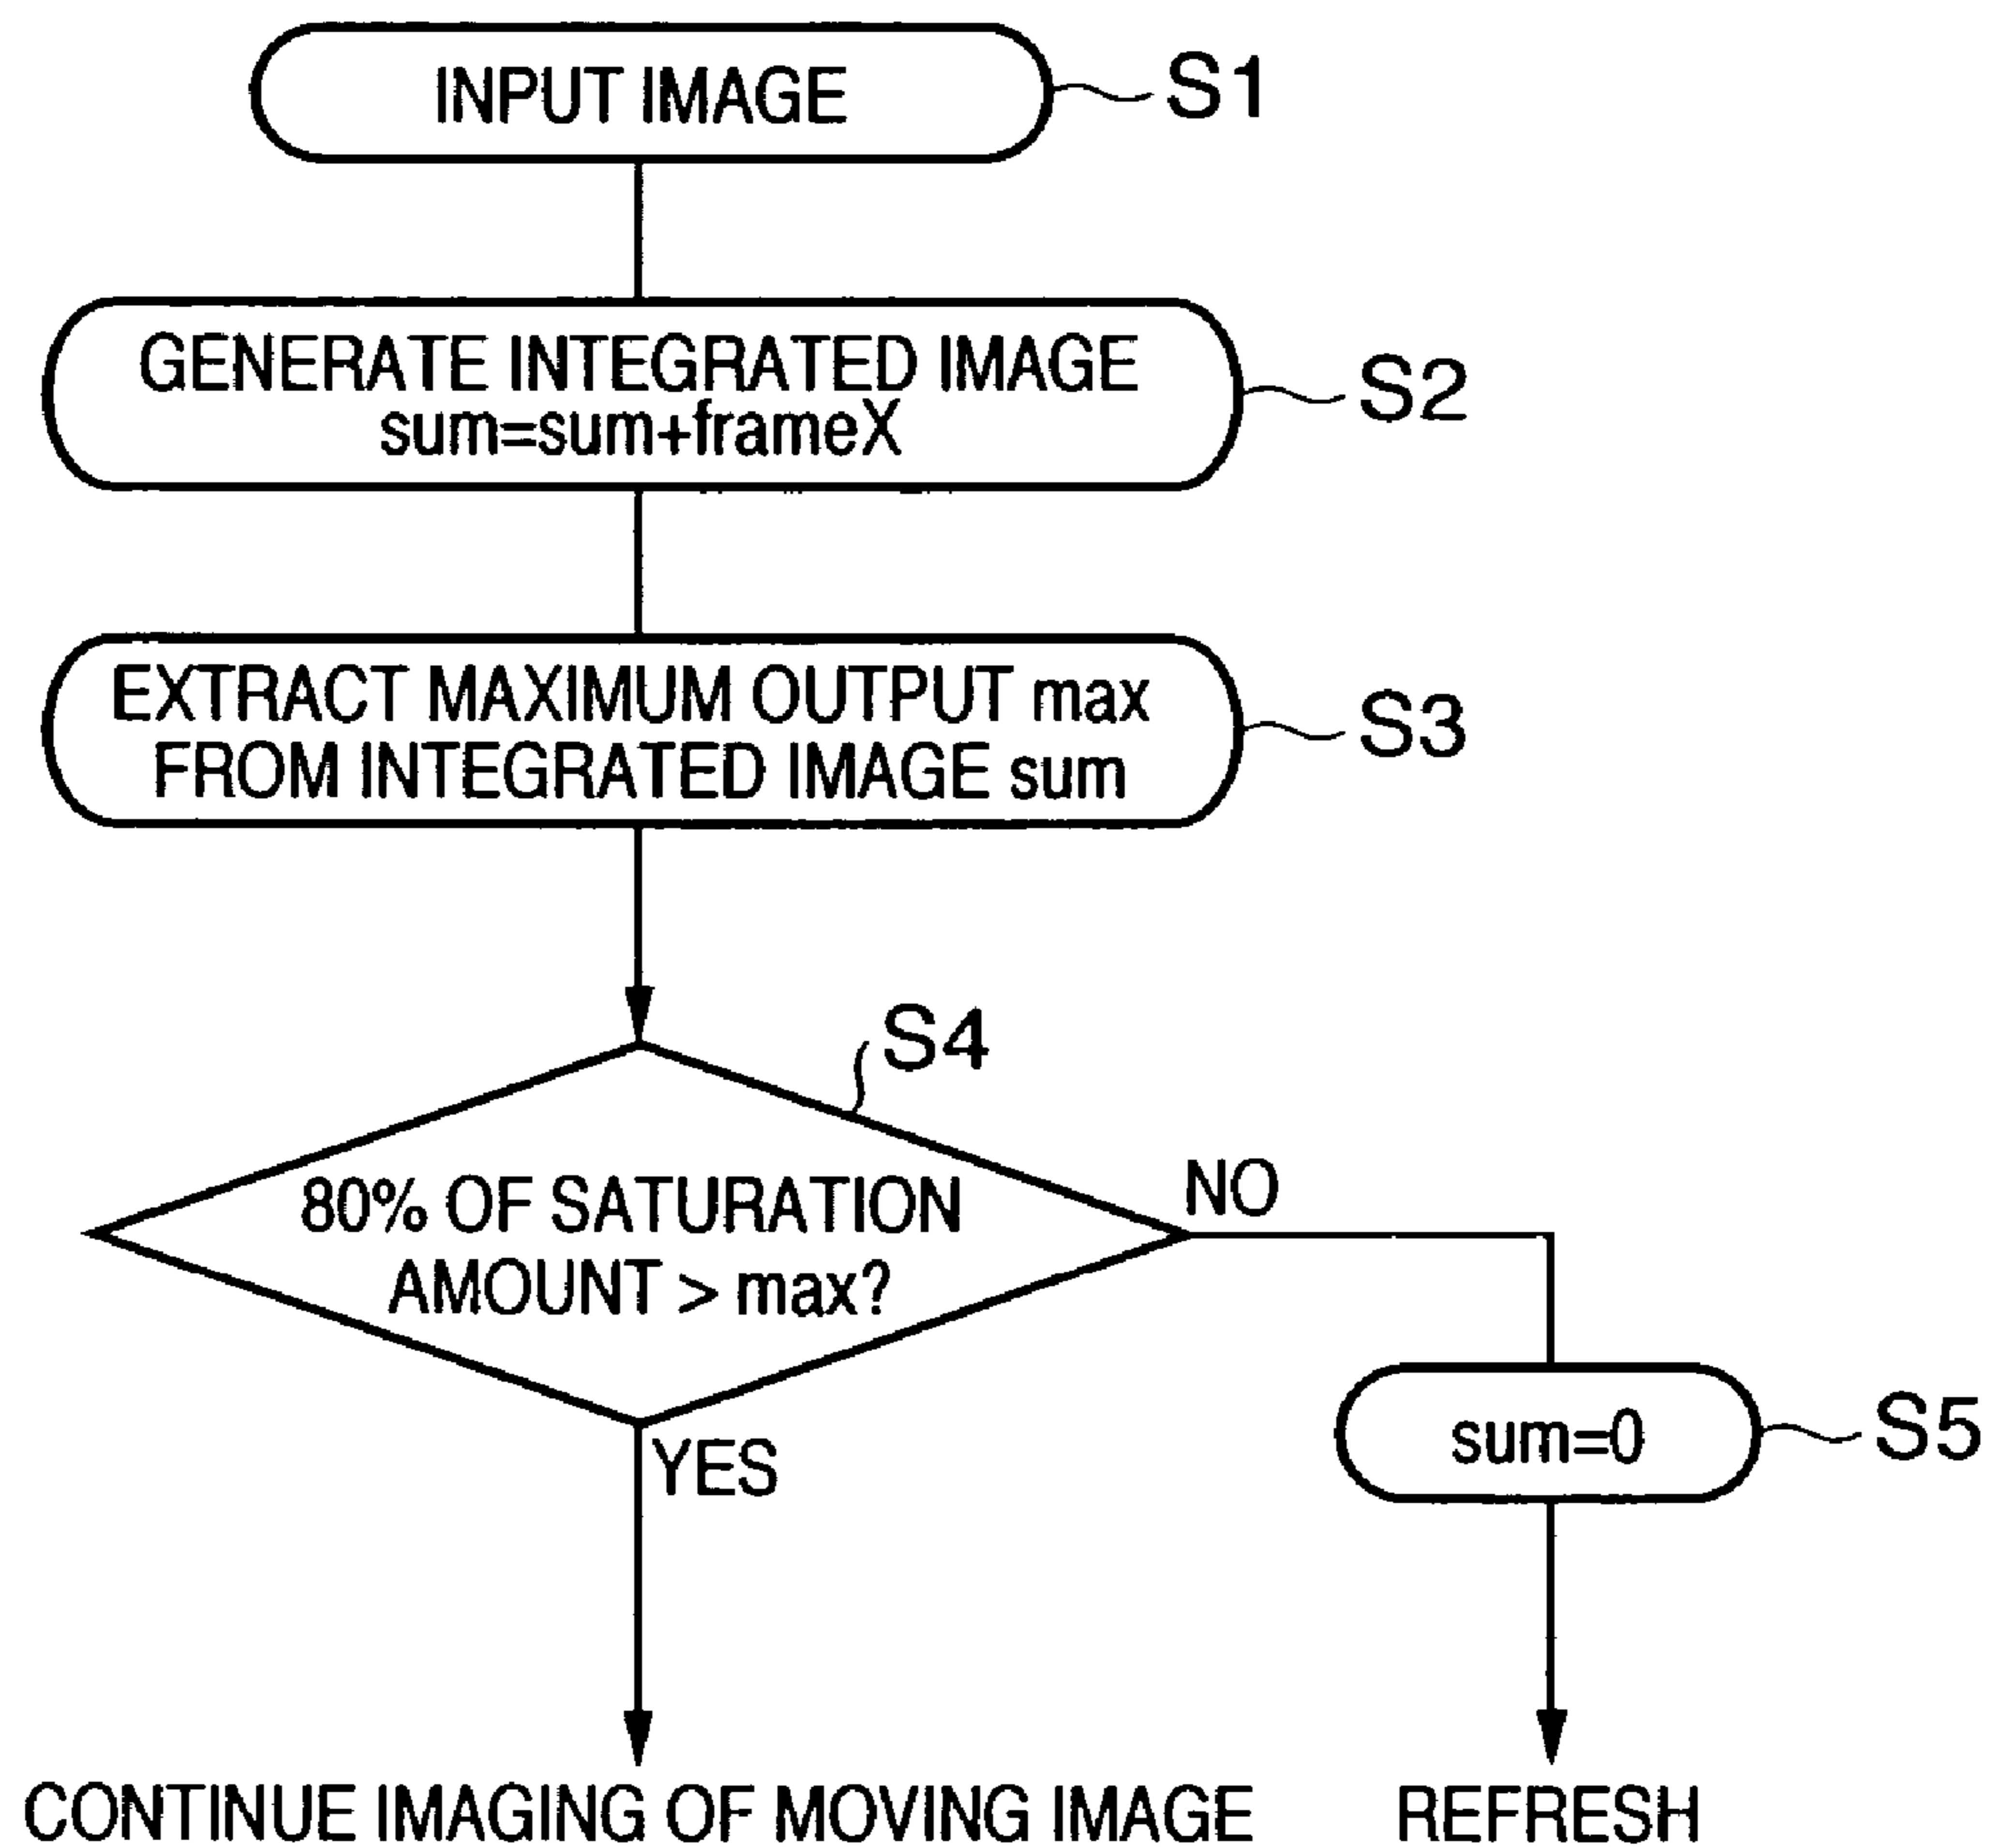 INPUT IMAGE
S1
GENERATE INTEGRATED IMAGE
sum=sum+frameX
S2
EXTRACT MAXIMUM OUTPUT max
FROM INTEGRATED IMAGE sum
S3
S4
80% OF SATURATION
AMOUNT > max?
NO
YES
sum=0
S5
CONTINUE IMAGING OF MOVING IMAGE
REFRESH